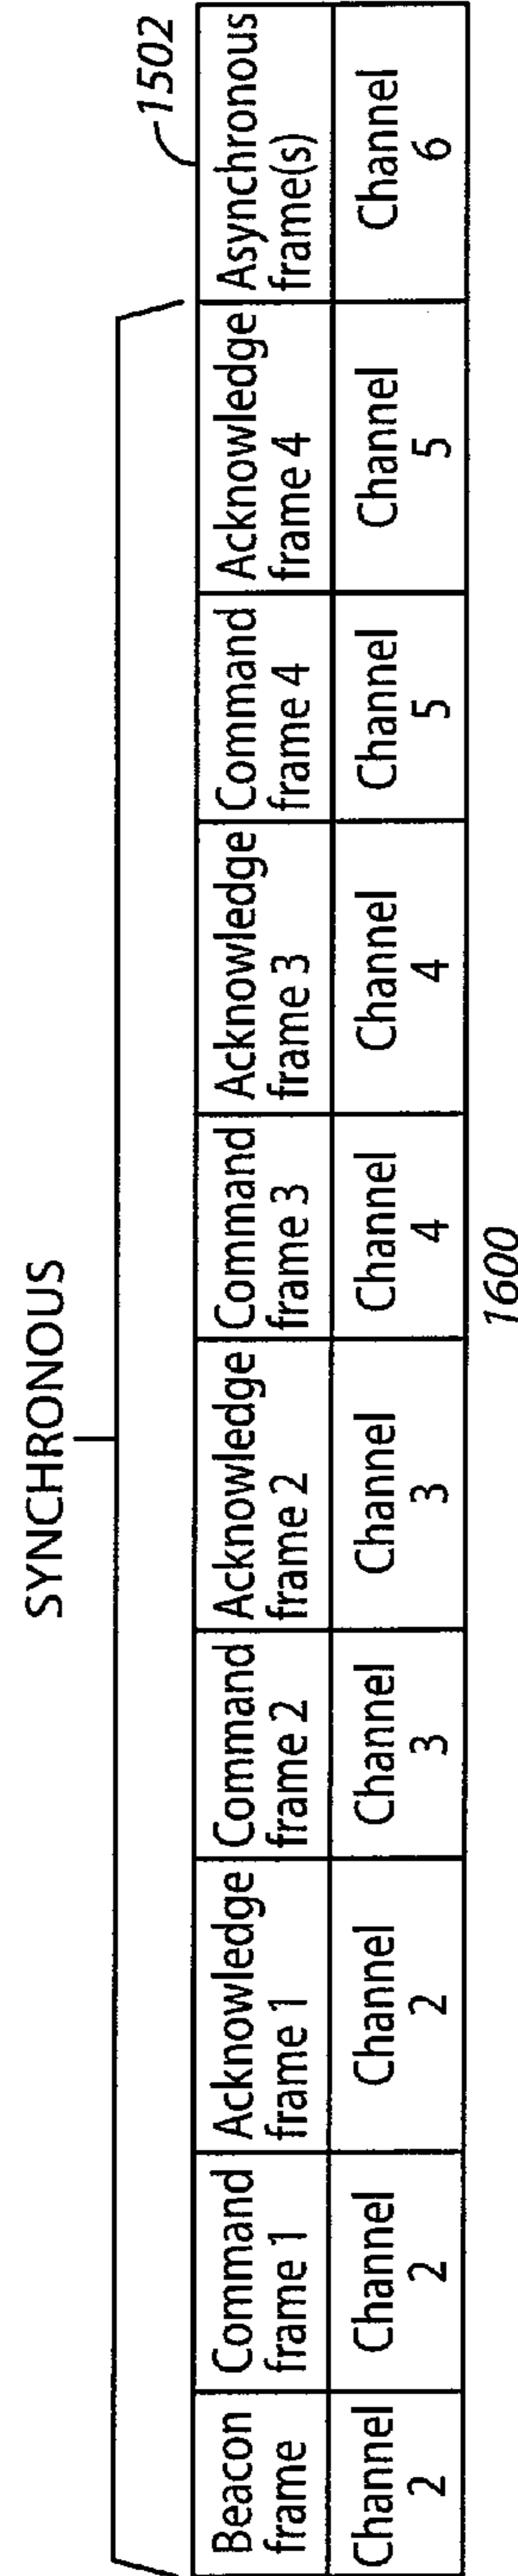 SYNCHRONOUS
1502
Beacon
frame
Command
frame 1
Acknowledge
frame 1
Command
frame 2
Acknowledge
frame 2
Command
frame 3
Acknowledge
frame 3
Command
frame 4
Acknowledge
frame 4
Asynchronous
frame(s)
Channel
2
Channel
2
Channel
2
Channel
3
Channel
3
Channel
4
Channel
4
Channel
5
Channel
5
Channel
6
1600